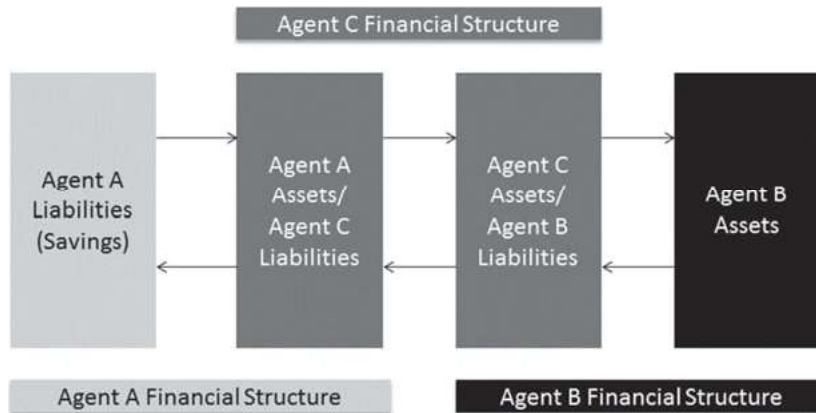 Agent C Financial Structure
Agent A
Liabilities
(Savings)
Agent A
Assets/
Agent C
Liabilities
Agent C
Assets/
Agent B
Liabilities
Agent B
Assets
Agent A Financial Structure
Agent B Financial Structure